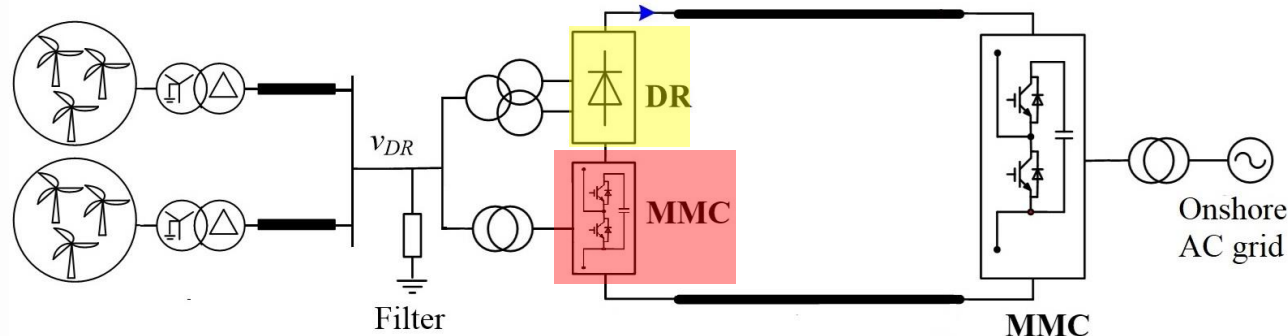 DR
v_DR
MMC
Onshore
AC grid
Filter
MMC